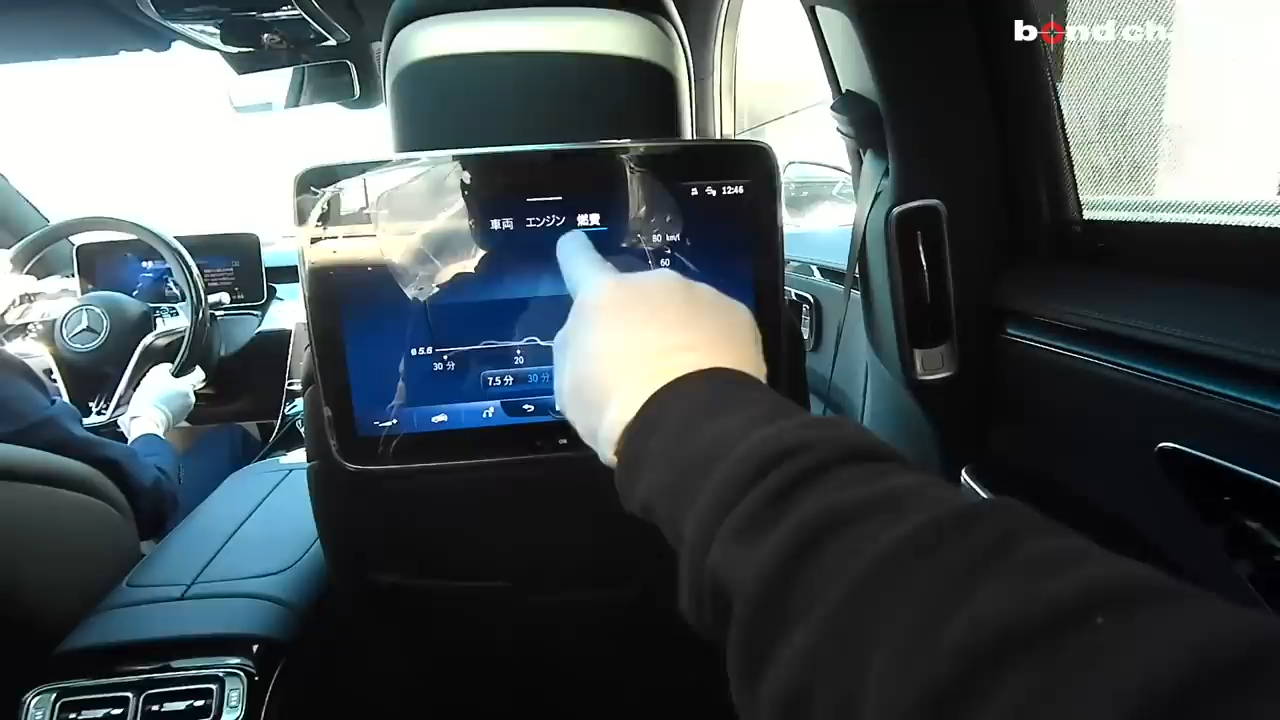 bond
12:46
車両 エンジン 燃費
80 km/l
60
ø 5.6
30 分
20
7.5 分 30 分